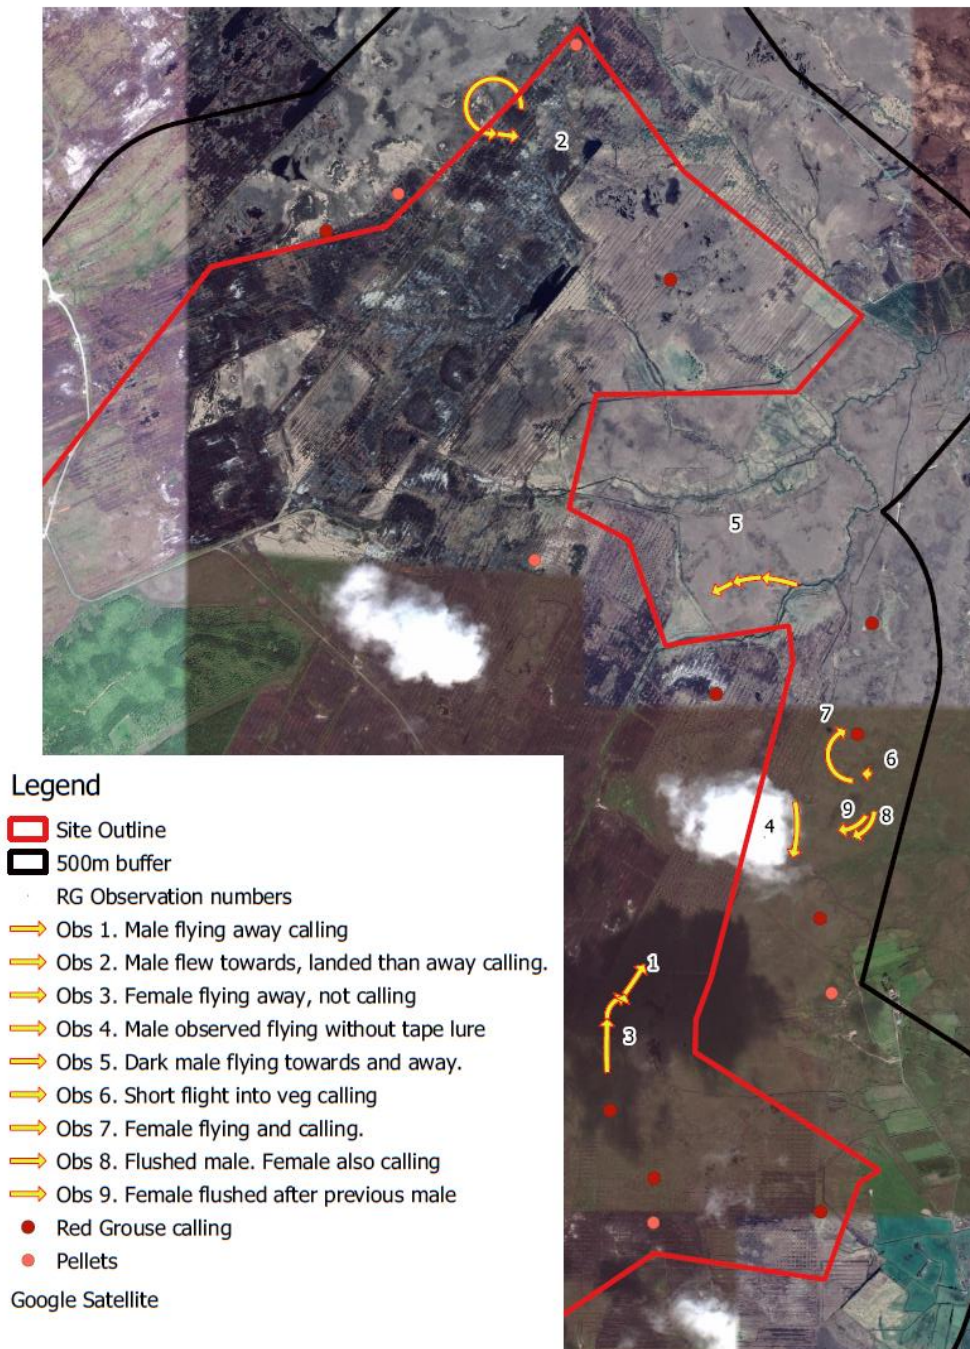 2
5
7
6
9
8
4
1
3
Legend
Site Outline
500m buffer
RG Observation numbers
Obs 1. Male flying away calling
Obs 2. Male flew towards, landed than away calling.
Obs 3. Female flying away, not calling
Obs 4. Male observed flying without tape lure
Obs 5. Dark male flying towards and away.
Obs 6. Short flight into veg calling
Obs 7. Female flying and calling.
Obs 8. Flushed male. Female also calling
Obs 9. Female flushed after previous male
Red Grouse calling
Pellets
Google Satellite